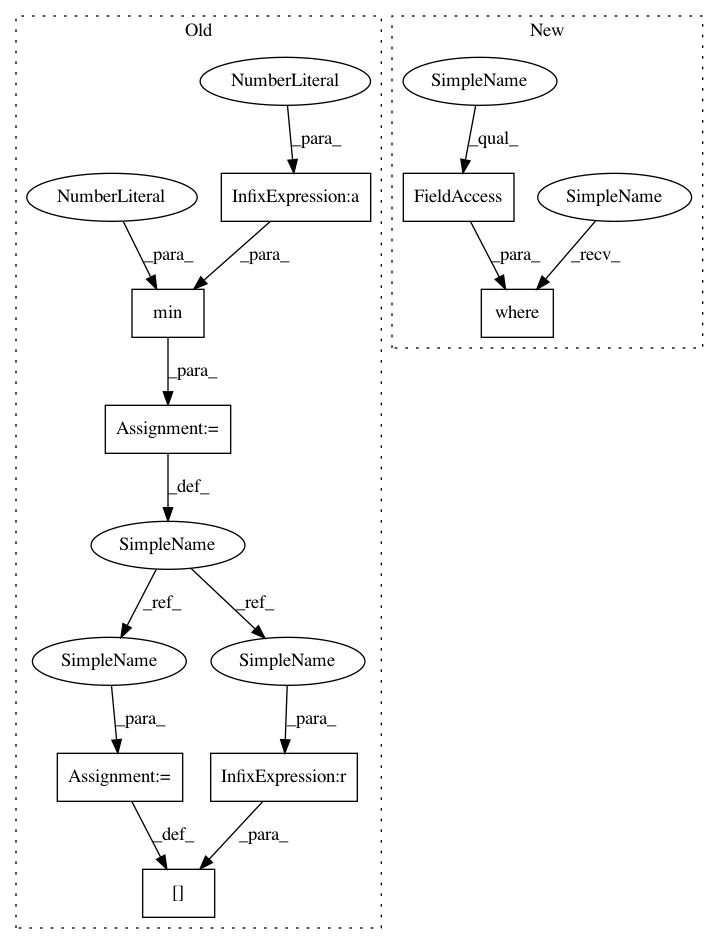 Old
New
NumberLiteral
SimpleName
_para_
_qual_
NumberLiteral
InfixExpression:a
FieldAccess
SimpleName
_para_
_para_
_para_
_recv_
min
where
_para_
Assignment:=
_def_
SimpleName
_ref_
_ref_
SimpleName
SimpleName
_para_
_para_
Assignment:=
InfixExpression:r
_def_
_para_
[]